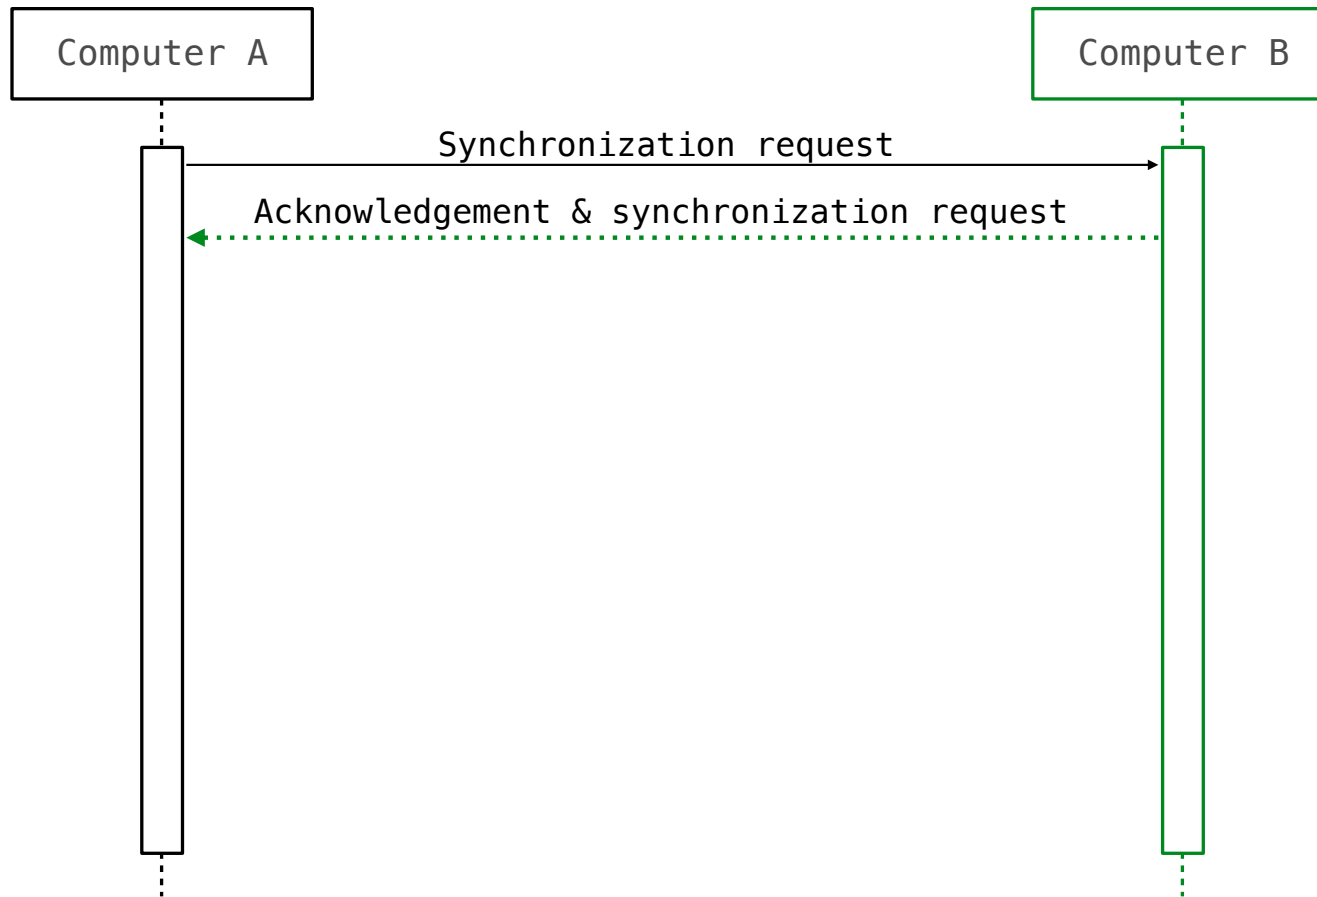 Computer A
Computer B
Synchronization request
Acknowledgement & synchronization request